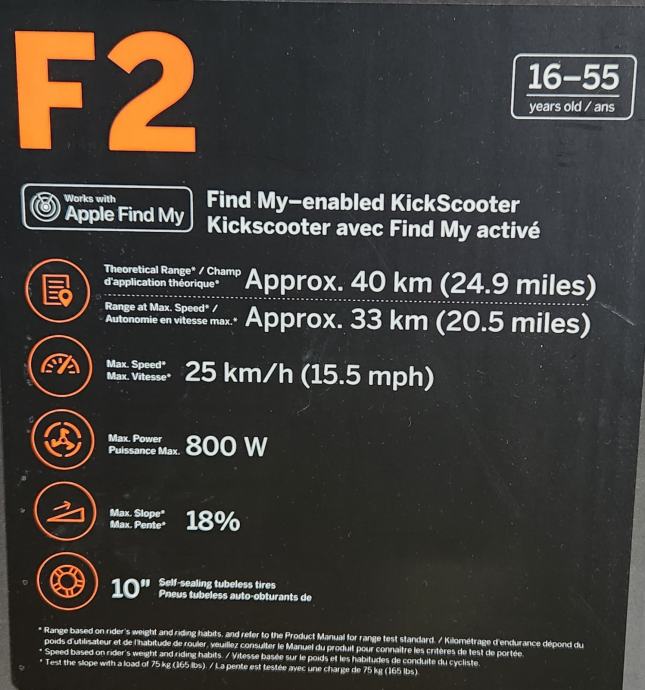 F2
16–55
years old / ans
Works with
Apple Find My
Find My–enabled KickScooter
Kickscooter avec Find My activé
Theoretical Range* / Champ
d'application théorique*
Approx. 40 km (24.9 miles)
Range at Max. Speed* /
Autonomie en vitesse max.*
Approx. 33 km (20.5 miles)
Max. Speed*
Max. Vitesse*
25 km/h (15.5 mph)
Max. Power
Puissance Max.
800 W
Max. Slope*
Max. Pente*
18%
10"
Self-sealing tubeless tires
Pneus tubeless auto-obturants de
* Range based on rider's weight and riding habits, and refer to the Product Manual for range test standard. / Kilométrage d'endurance dépond du
poids d'utilisateur et de l'habitude de rouler, veuillez consulter le Manuel du produit pour connaître les critères de test de portée.
* Speed based on rider's weight and riding habits. / Vitesse basée sur le poids et les habitudes de conduite du cycliste.
* Test the slope with a load of 75 kg (165 lbs). / La pente est testée avec une charge de 75 kg (165 lbs).